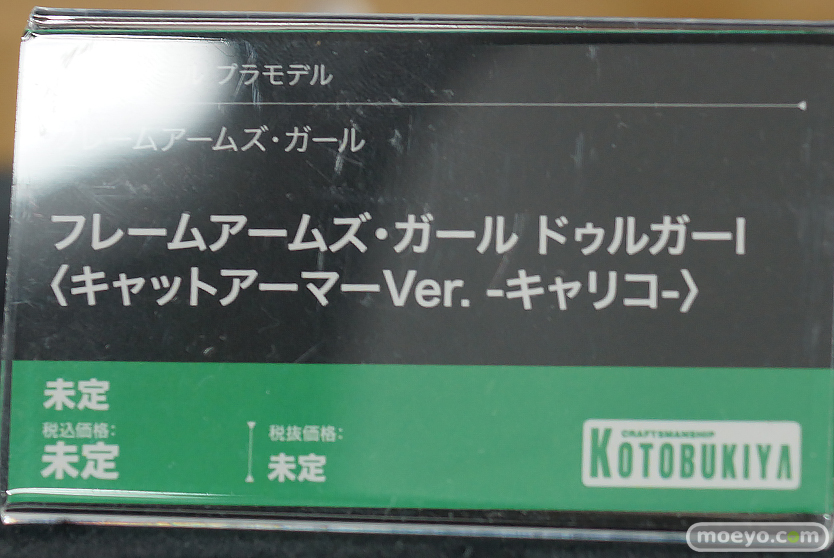 プラモデル
フレームアームズ・ガール
フレームアームズ・ガール ドゥルガーI
〈キャットアーマーVer. -キャリコ-〉
未定
税込価格:
未定
税抜価格:
未定
CRAFTSMANSHIP
KOTOBUKIYA
moeyo.com